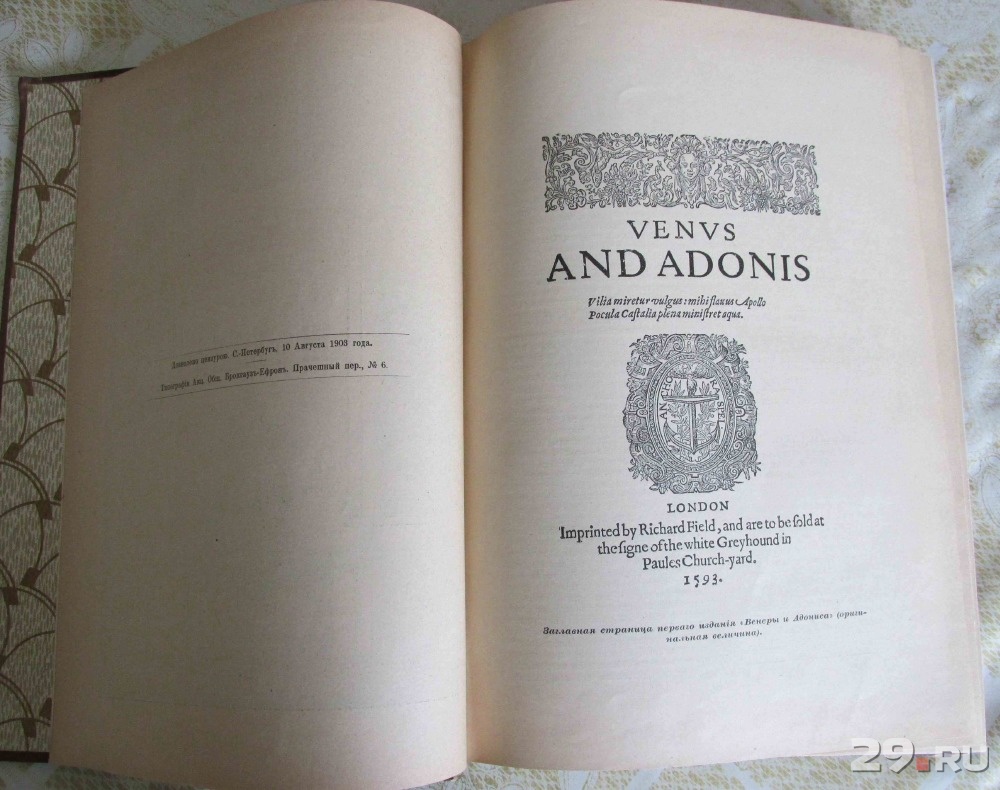 Дозволено цензурою. С.-Петербургъ, 10 Августа 1903 года.
Типографія Акц. Общ. Брокгаузъ-Ефронъ. Прачешный пер., № 6.
VENVS
AND ADONIS
Vilia miretur vulgus: mihi flauus Apollo
Pocula Castalia plena ministret aqua.
ANCHORA SPEI
LONDON
Imprinted by Richard Field, and are to be ſold at
the ſigne of the white Greyhound in
Paules Church-yard.
1593.
Заглавная страница перваго изданія «Венеры и Адониса» (ориги-
нальная величина).
29.RU